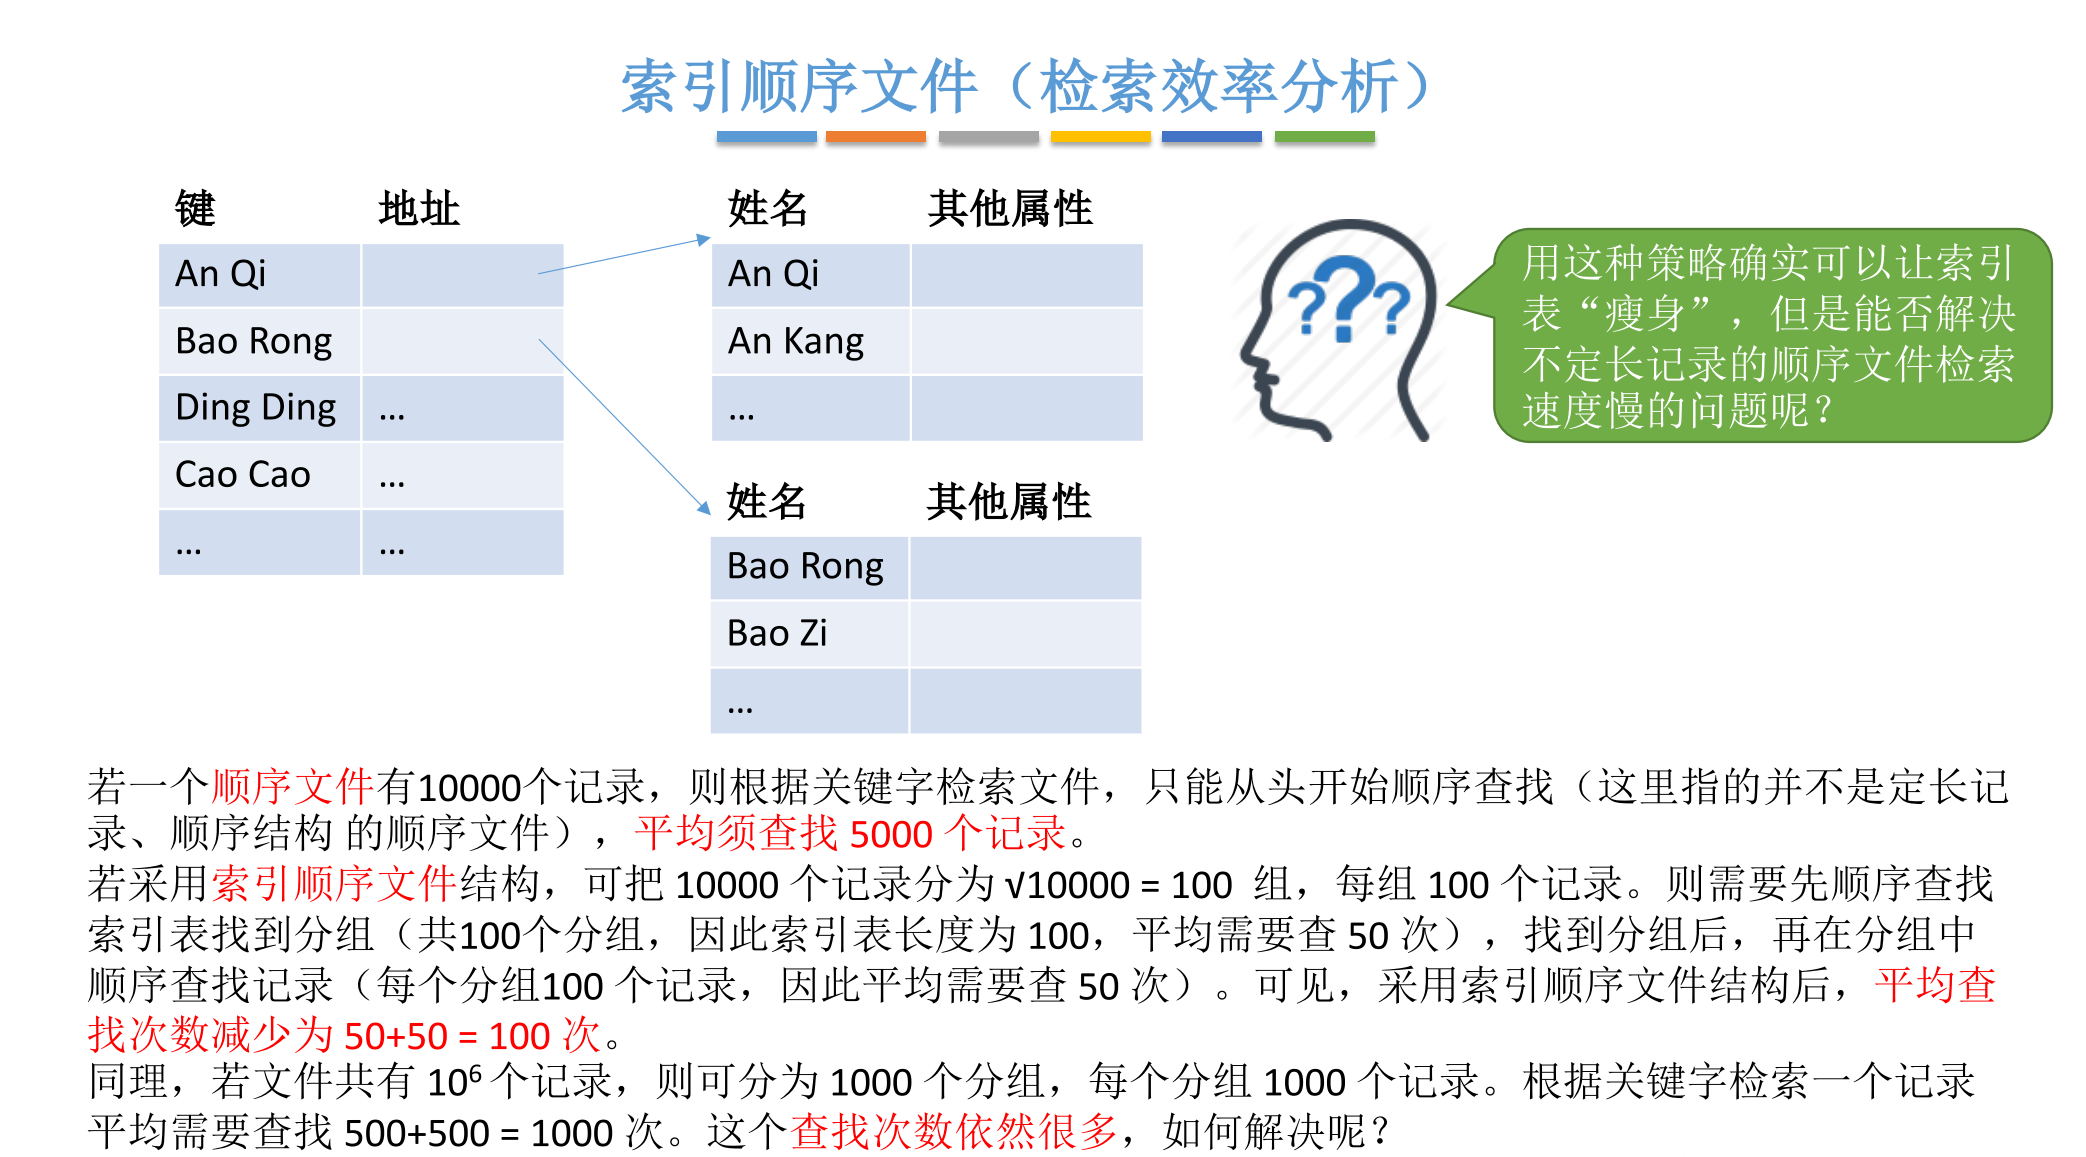 索引顺序文件（检索效率分析）
键 地址
An Qi
Bao Rong
Ding Ding …
Cao Cao …
… …
姓名 其他属性
An Qi
An Kang
…
姓名 其他属性
Bao Rong
Bao Zi
…
???
用这种策略确实可以让索引
表“瘦身”，但是能否解决
不定长记录的顺序文件检索
速度慢的问题呢？
若一个顺序文件有10000个记录，则根据关键字检索文件，只能从头开始顺序查找（这里指的并不是定长记
录、顺序结构 的顺序文件），平均须查找 5000 个记录。
若采用索引顺序文件结构，可把 10000 个记录分为 √10000 = 100 组，每组 100 个记录。则需要先顺序查找
索引表找到分组（共100个分组，因此索引表长度为 100，平均需要查 50 次），找到分组后，再在分组中
顺序查找记录（每个分组100 个记录，因此平均需要查 50 次）。可见，采用索引顺序文件结构后，平均查
找次数减少为 50+50 = 100 次。
同理，若文件共有 10⁶ 个记录，则可分为 1000 个分组，每个分组 1000 个记录。根据关键字检索一个记录
平均需要查找 500+500 = 1000 次。这个查找次数依然很多，如何解决呢？